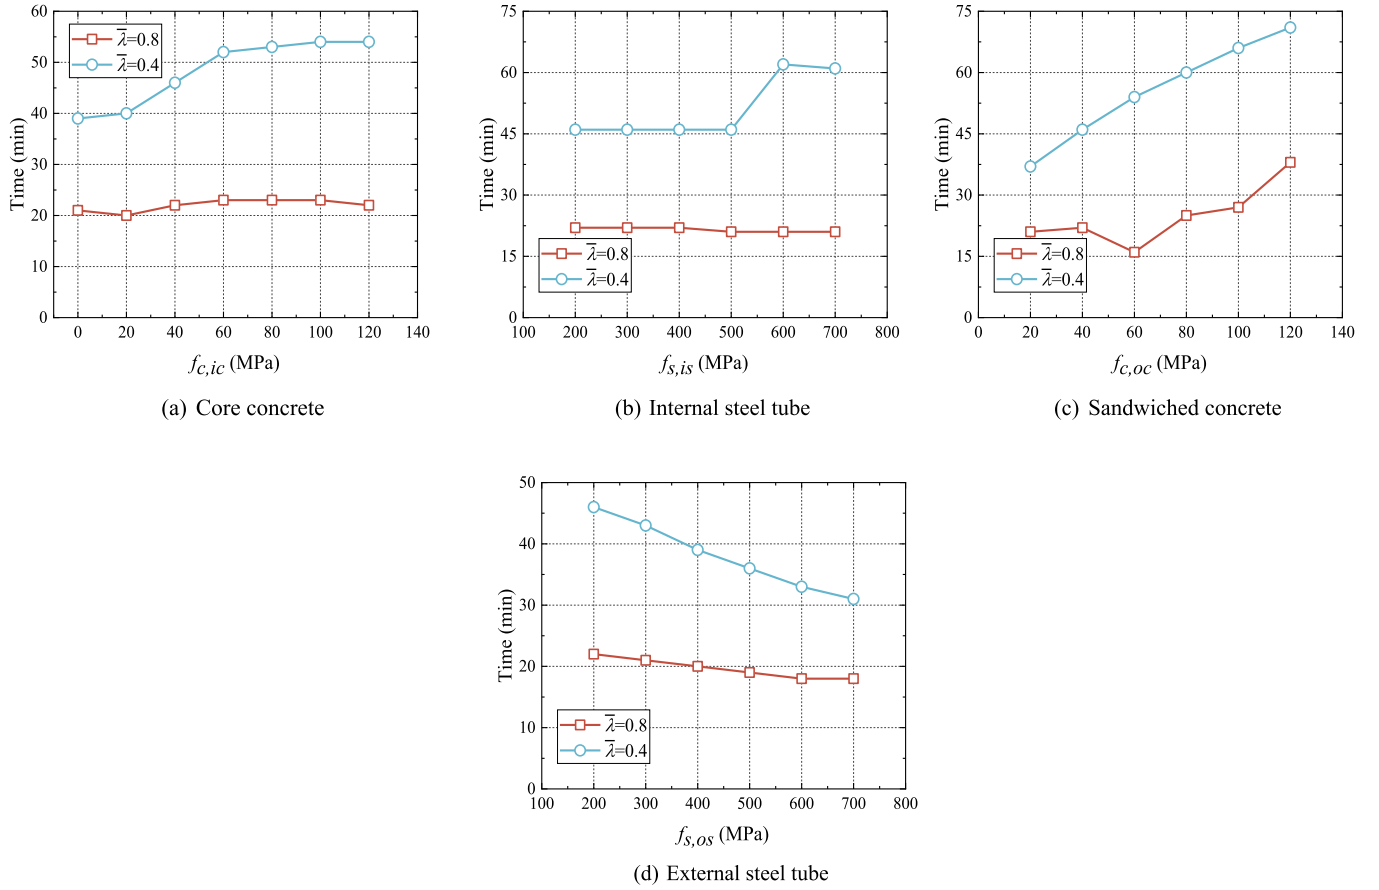 60
50
40
30
20
10
0
Time (min)
λ̅=0.8
λ̅=0.4
0 20 40 60 80 100 120 140
f_c,ic (MPa)
(a) Core concrete
75
60
45
30
15
0
Time (min)
λ̅=0.8
λ̅=0.4
100 200 300 400 500 600 700 800
f_s,is (MPa)
(b) Internal steel tube
75
60
45
30
15
0
Time (min)
λ̅=0.8
λ̅=0.4
0 20 40 60 80 100 120 140
f_c,oc (MPa)
(c) Sandwiched concrete
50
40
30
20
10
0
Time (min)
λ̅=0.8
λ̅=0.4
100 200 300 400 500 600 700 800
f_s,os (MPa)
(d) External steel tube